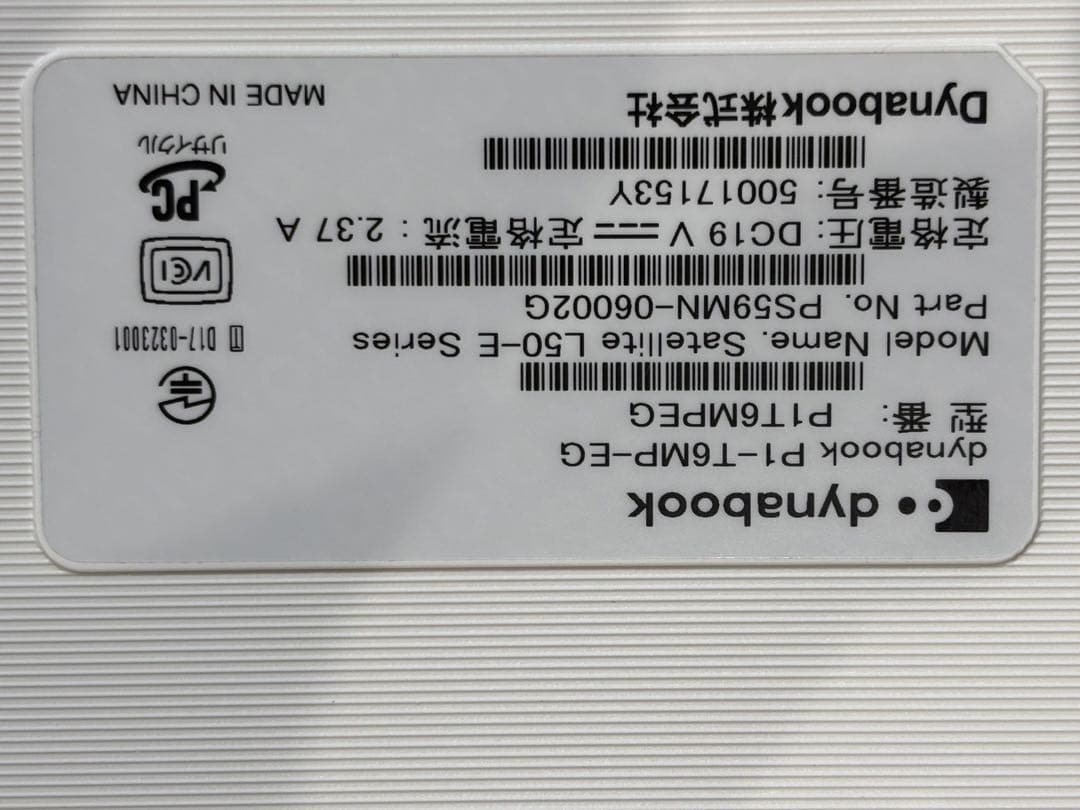 dynabook
dynabook P1-T6MP-EG
型 番: P1T6MPEG
Model Name. Satellite L50-E Series
Part No. PS59MN-06002G
定格電圧: DC19 V 定格電流: 2.37 A
製造番号: 50017153Y
Dynabook株式会社
T D17-0323001
VCI
PC
リサイクル
MADE IN CHINA